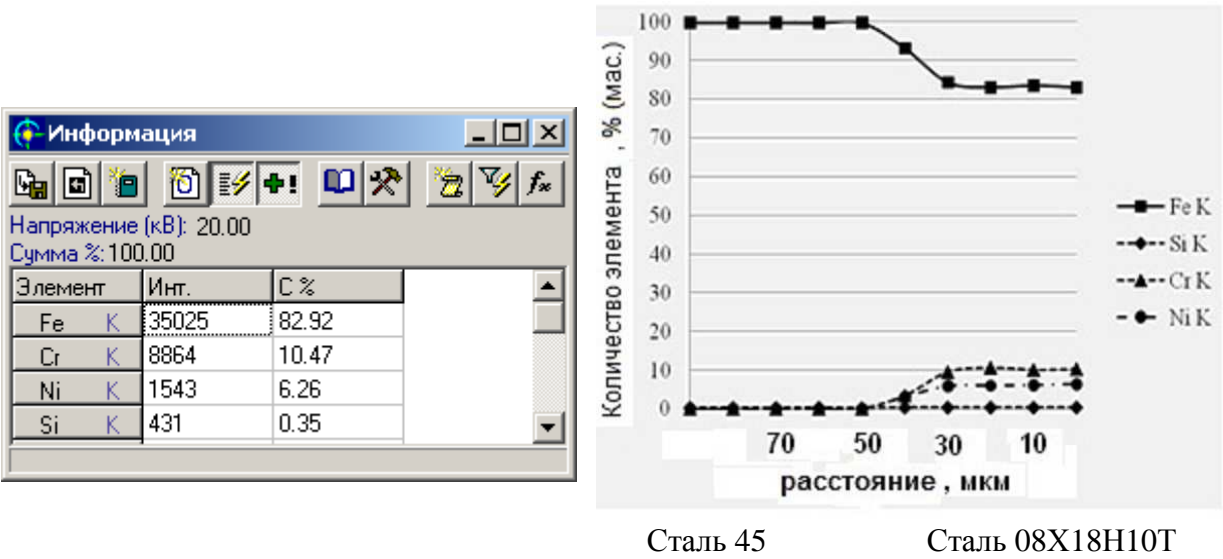 Информация
Напряжение (кВ): 20.00
Сумма %: 100.00
Элемент Инт. C %
Fe K 35025 82.92
Cr K 8864 10.47
Ni K 1543 6.26
Si K 431 0.35
Количество элемента , % (мас.)
100
90
80
70
60
50
40
30
20
10
0
70 50 30 10
расстояние , мкм
Fe K
Si K
Cr K
Ni K
Сталь 45 Сталь 08Х18Н10Т